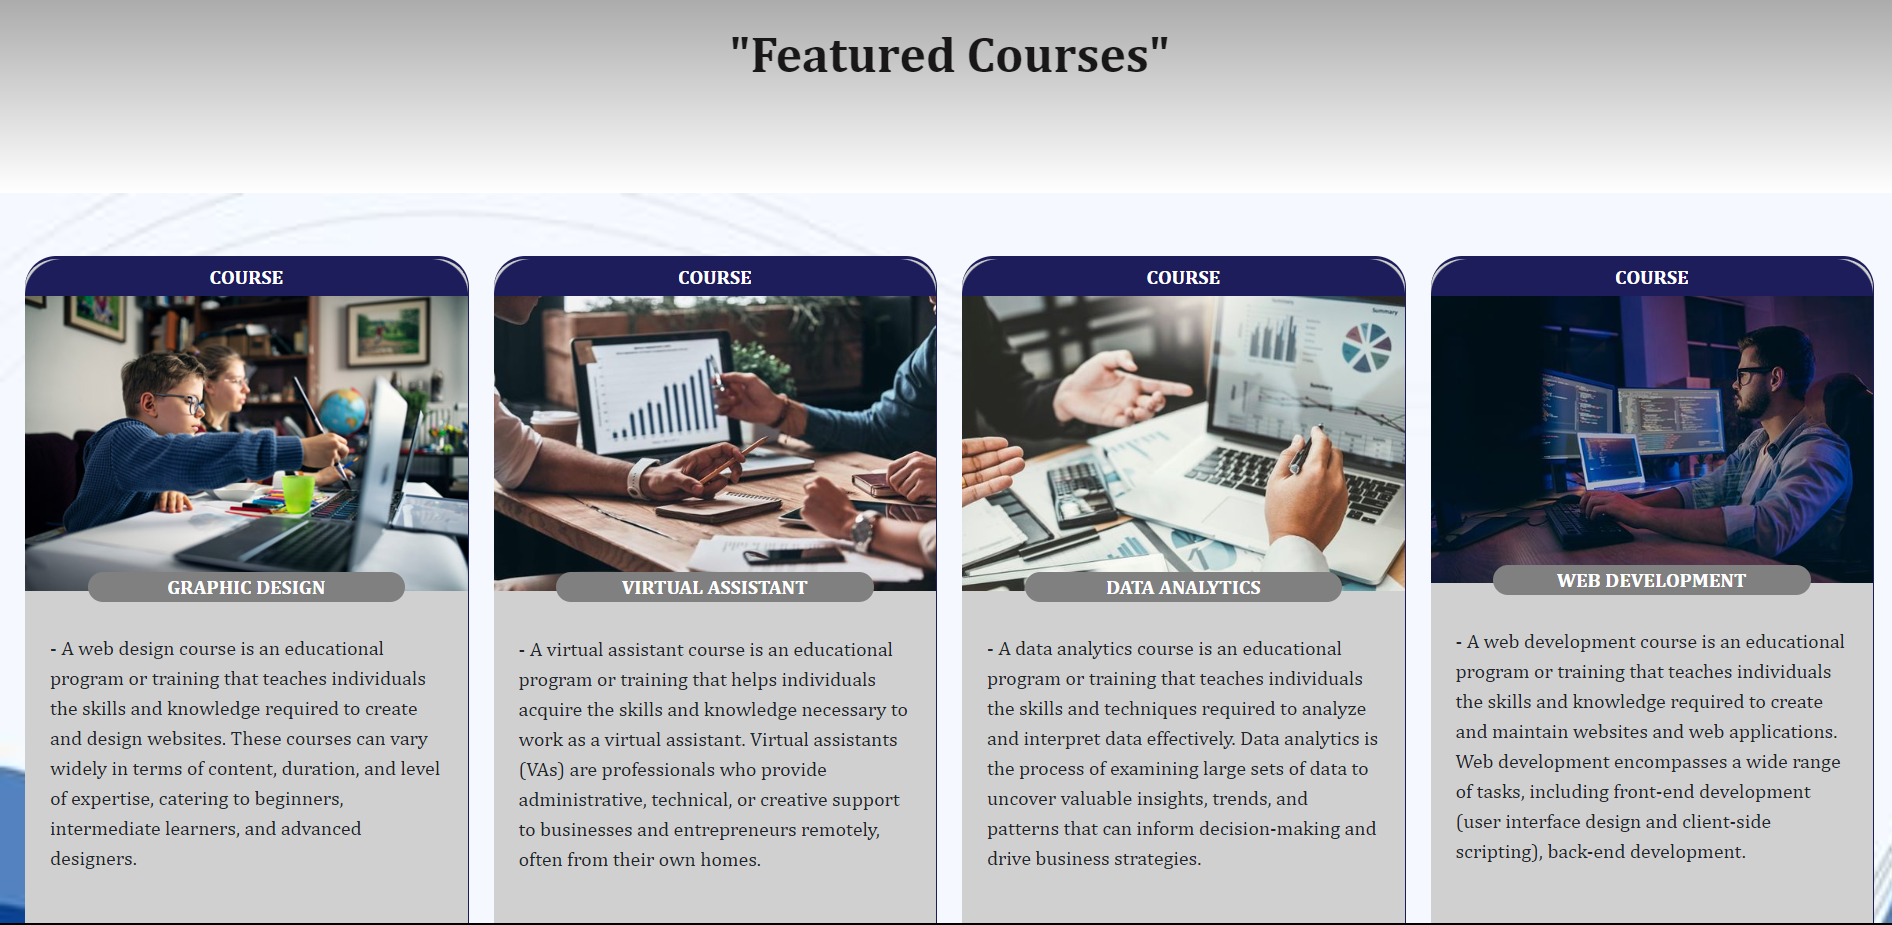 "Featured Courses"
COURSE
GRAPHIC DESIGN
- A web design course is an educational
program or training that teaches individuals
the skills and knowledge required to create
and design websites. These courses can vary
widely in terms of content, duration, and level
of expertise, catering to beginners,
intermediate learners, and advanced
designers.
COURSE
VIRTUAL ASSISTANT
- A virtual assistant course is an educational
program or training that helps individuals
acquire the skills and knowledge necessary to
work as a virtual assistant. Virtual assistants
(VAs) are professionals who provide
administrative, technical, or creative support
to businesses and entrepreneurs remotely,
often from their own homes.
COURSE
Summary
Summary
DATA ANALYTICS
- A data analytics course is an educational
program or training that teaches individuals
the skills and techniques required to analyze
and interpret data effectively. Data analytics is
the process of examining large sets of data to
uncover valuable insights, trends, and
patterns that can inform decision-making and
drive business strategies.
COURSE
WEB DEVELOPMENT
- A web development course is an educational
program or training that teaches individuals
the skills and knowledge required to create
and maintain websites and web applications.
Web development encompasses a wide range
of tasks, including front-end development
(user interface design and client-side
scripting), back-end development.